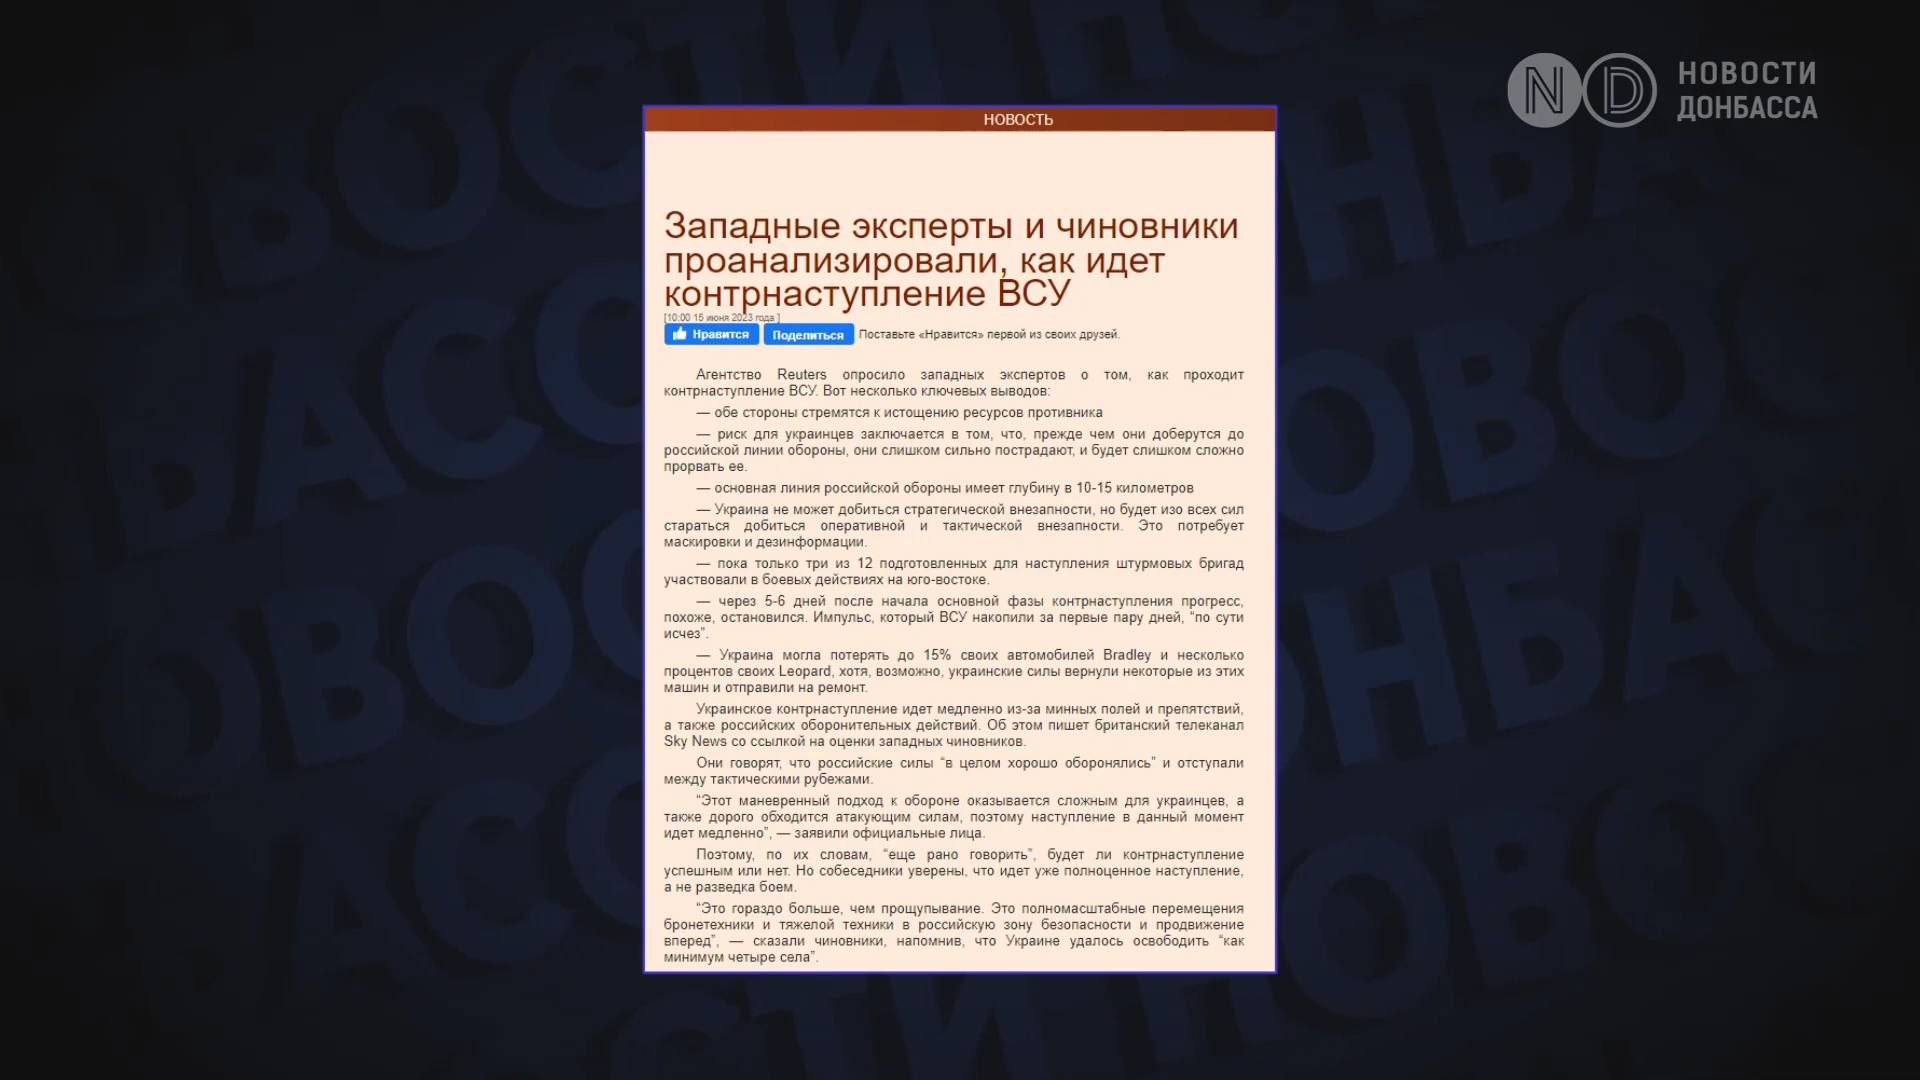 ND
НОВОСТИ
ДОНБАССА
НОВОСТЬ
Западные эксперты и чиновники
проанализировали, как идет
контрнаступление ВСУ
[10:00 15 июня 2023 года ]
Нравится Поделиться Поставьте «Нравится» первой из своих друзей.
Агентство Reuters опросило западных экспертов о том, как проходит
контрнаступление ВСУ. Вот несколько ключевых выводов:
— обе стороны стремятся к истощению ресурсов противника
— риск для украинцев заключается в том, что, прежде чем они доберутся до
российской линии обороны, они слишком сильно пострадают, и будет слишком сложно
прорвать ее.
— основная линия российской обороны имеет глубину в 10-15 километров
— Украина не может добиться стратегической внезапности, но будет изо всех сил
стараться добиться оперативной и тактической внезапности. Это потребует
маскировки и дезинформации.
— пока только три из 12 подготовленных для наступления штурмовых бригад
участвовали в боевых действиях на юго-востоке.
— через 5-6 дней после начала основной фазы контрнаступления прогресс,
похоже, остановился. Импульс, который ВСУ накопили за первые пару дней, “по сути
исчез”.
— Украина могла потерять до 15% своих автомобилей Bradley и несколько
процентов своих Leopard, хотя, возможно, украинские силы вернули некоторые из этих
машин и отправили на ремонт.
Украинское контрнаступление идет медленно из-за минных полей и препятствий,
а также российских оборонительных действий. Об этом пишет британский телеканал
Sky News со ссылкой на оценки западных чиновников.
Они говорят, что российские силы “в целом хорошо оборонялись” и отступали
между тактическими рубежами.
“Этот маневренный подход к обороне оказывается сложным для украинцев, а
также дорого обходится атакующим силам, поэтому наступление в данный момент
идет медленно”, — заявили официальные лица.
Поэтому, по их словам, “еще рано говорить”, будет ли контрнаступление
успешным или нет. Но собеседники уверены, что идет уже полноценное наступление,
а не разведка боем.
“Это гораздо больше, чем прощупывание. Это полномасштабные перемещения
бронетехники и тяжелой техники в российскую зону безопасности и продвижение
вперед”, — сказали чиновники, напомнив, что Украине удалось освободить “как
минимум четыре села”.